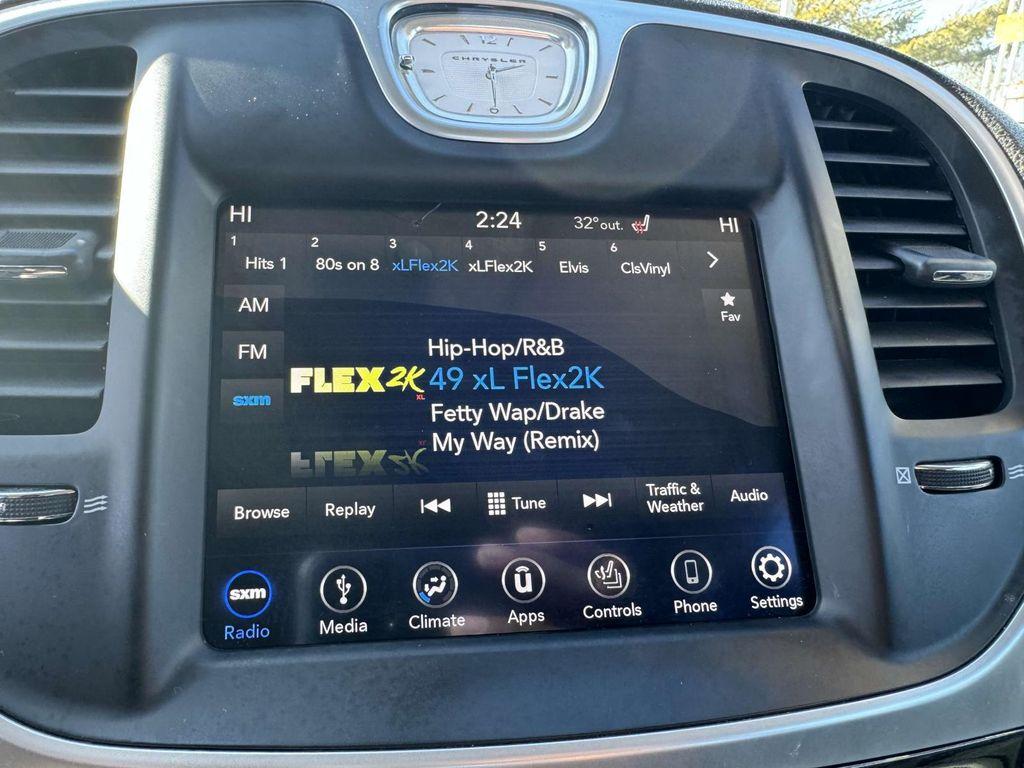 12
CHRYSLER
HI
2:24
32°out.
HI
1
2
3
4
5
6
Hits 1
80s on 8
xLFlex2K
xLFlex2K
Elvis
ClsVinyl
AM
Fav
FM
sxm
Hip-Hop/R&B
FLEX2K XL
49 xL Flex2K
Fetty Wap/Drake
My Way (Remix)
Browse
Replay
Tune
Traffic &
Weather
Audio
sxm
Radio
Media
Climate
Apps
Controls
Phone
Settings